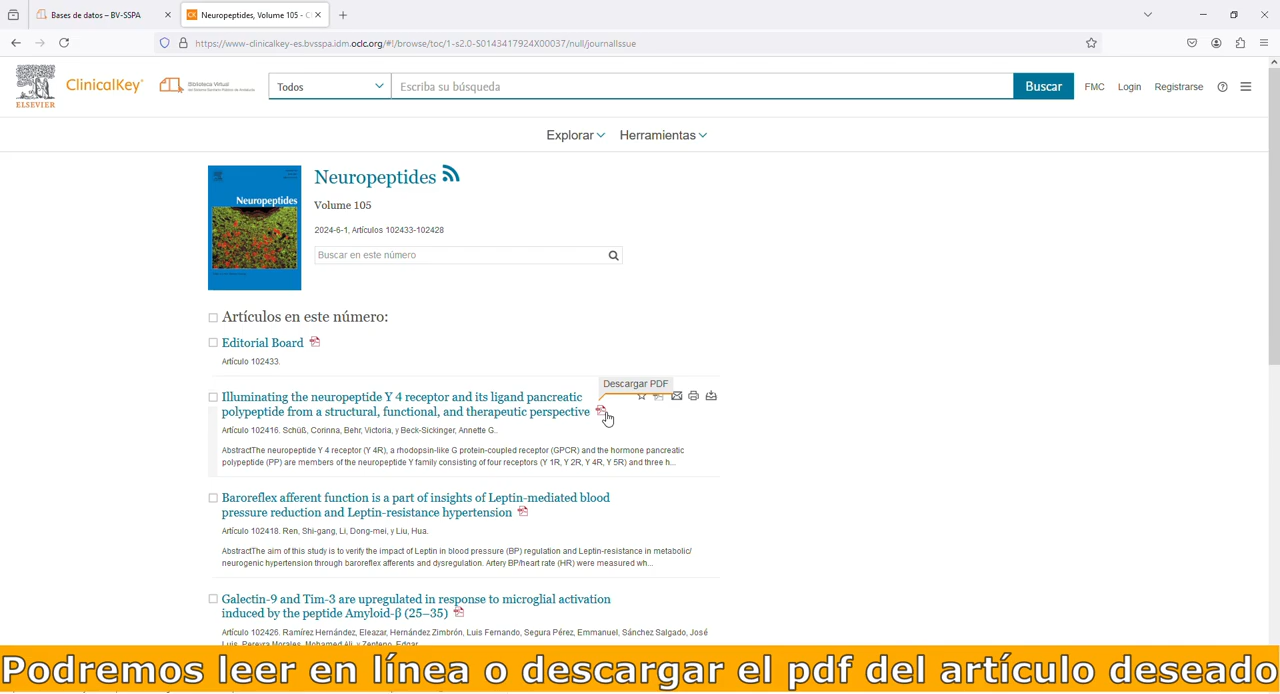 Bases de datos – BV-SSPA
Neuropeptides, Volume 105 - C
https://www-clinicalkey-es.bvsspa.idm.oclc.org/#!/browse/toc/1-s2.0-S0143417924X00037/null/journalIssue
ELSEVIER
ClinicalKey®
Biblioteca Virtual
Todos
Escriba su búsqueda
Buscar
FMC
Login
Registrarse
Explorar
Herramientas
Neuropeptides
Neuropeptides
Volume 105
2024-6-1, Artículos 102433-102428
Buscar en este número
Artículos en este número:
Editorial Board
Artículo 102433.
Descargar PDF
Illuminating the neuropeptide Y 4 receptor and its ligand pancreatic
polypeptide from a structural, functional, and therapeutic perspective
Artículo 102416. Schüß, Corinna, Behr, Victoria, y Beck-Sickinger, Annette G..
AbstractThe neuropeptide Y 4 receptor (Y 4R), a rhodopsin-like G protein-coupled receptor (GPCR) and the hormone pancreatic
polypeptide (PP) are members of the neuropeptide Y family consisting of four receptors (Y 1R, Y 2R, Y 4R, Y 5R) and three h...
Baroreflex afferent function is a part of insights of Leptin-mediated blood
pressure reduction and Leptin-resistance hypertension
Artículo 102418. Ren, Shi-gang, Li, Dong-mei, y Liu, Hua.
AbstractThe aim of this study is to verify the impact of Leptin in blood pressure (BP) regulation and Leptin-resistance in metabolic/
neurogenic hypertension through baroreflex afferents and dysregulation. Artery BP/heart rate (HR) were measured wh...
Galectin-9 and Tim-3 are upregulated in response to microglial activation
induced by the peptide Amyloid-β (25–35)
Artículo 102426. Ramírez Hernández, Eleazar, Hernández Zimbrón, Luis Fernando, Segura Pérez, Emmanuel, Sánchez Salgado, José
Luis, Pereyra Morales, Mohamed Alí, y Zenteno, Edgar.
Podremos leer en línea o descargar el pdf del artículo deseado